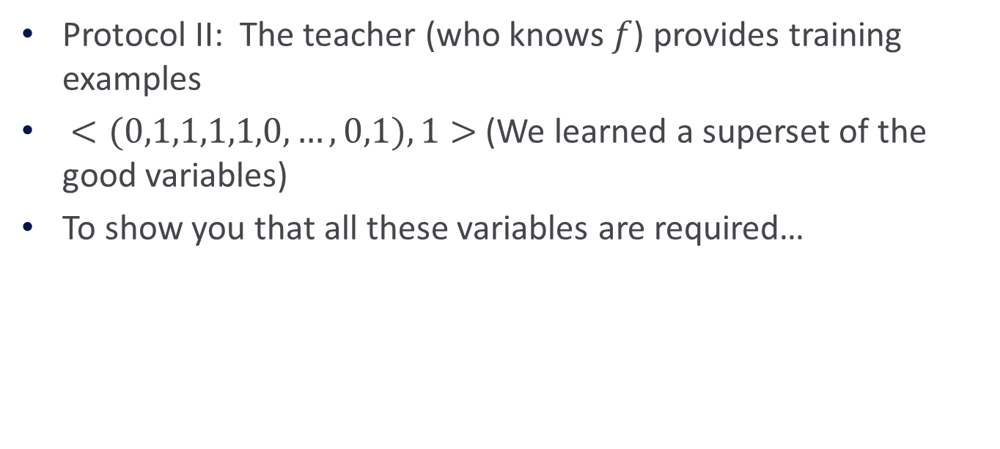 • Protocol II: The teacher (who knows f) provides training
examples
• < (0,1,1,1,1,0, … , 0,1), 1 > (We learned a superset of the
good variables)
• To show you that all these variables are required…